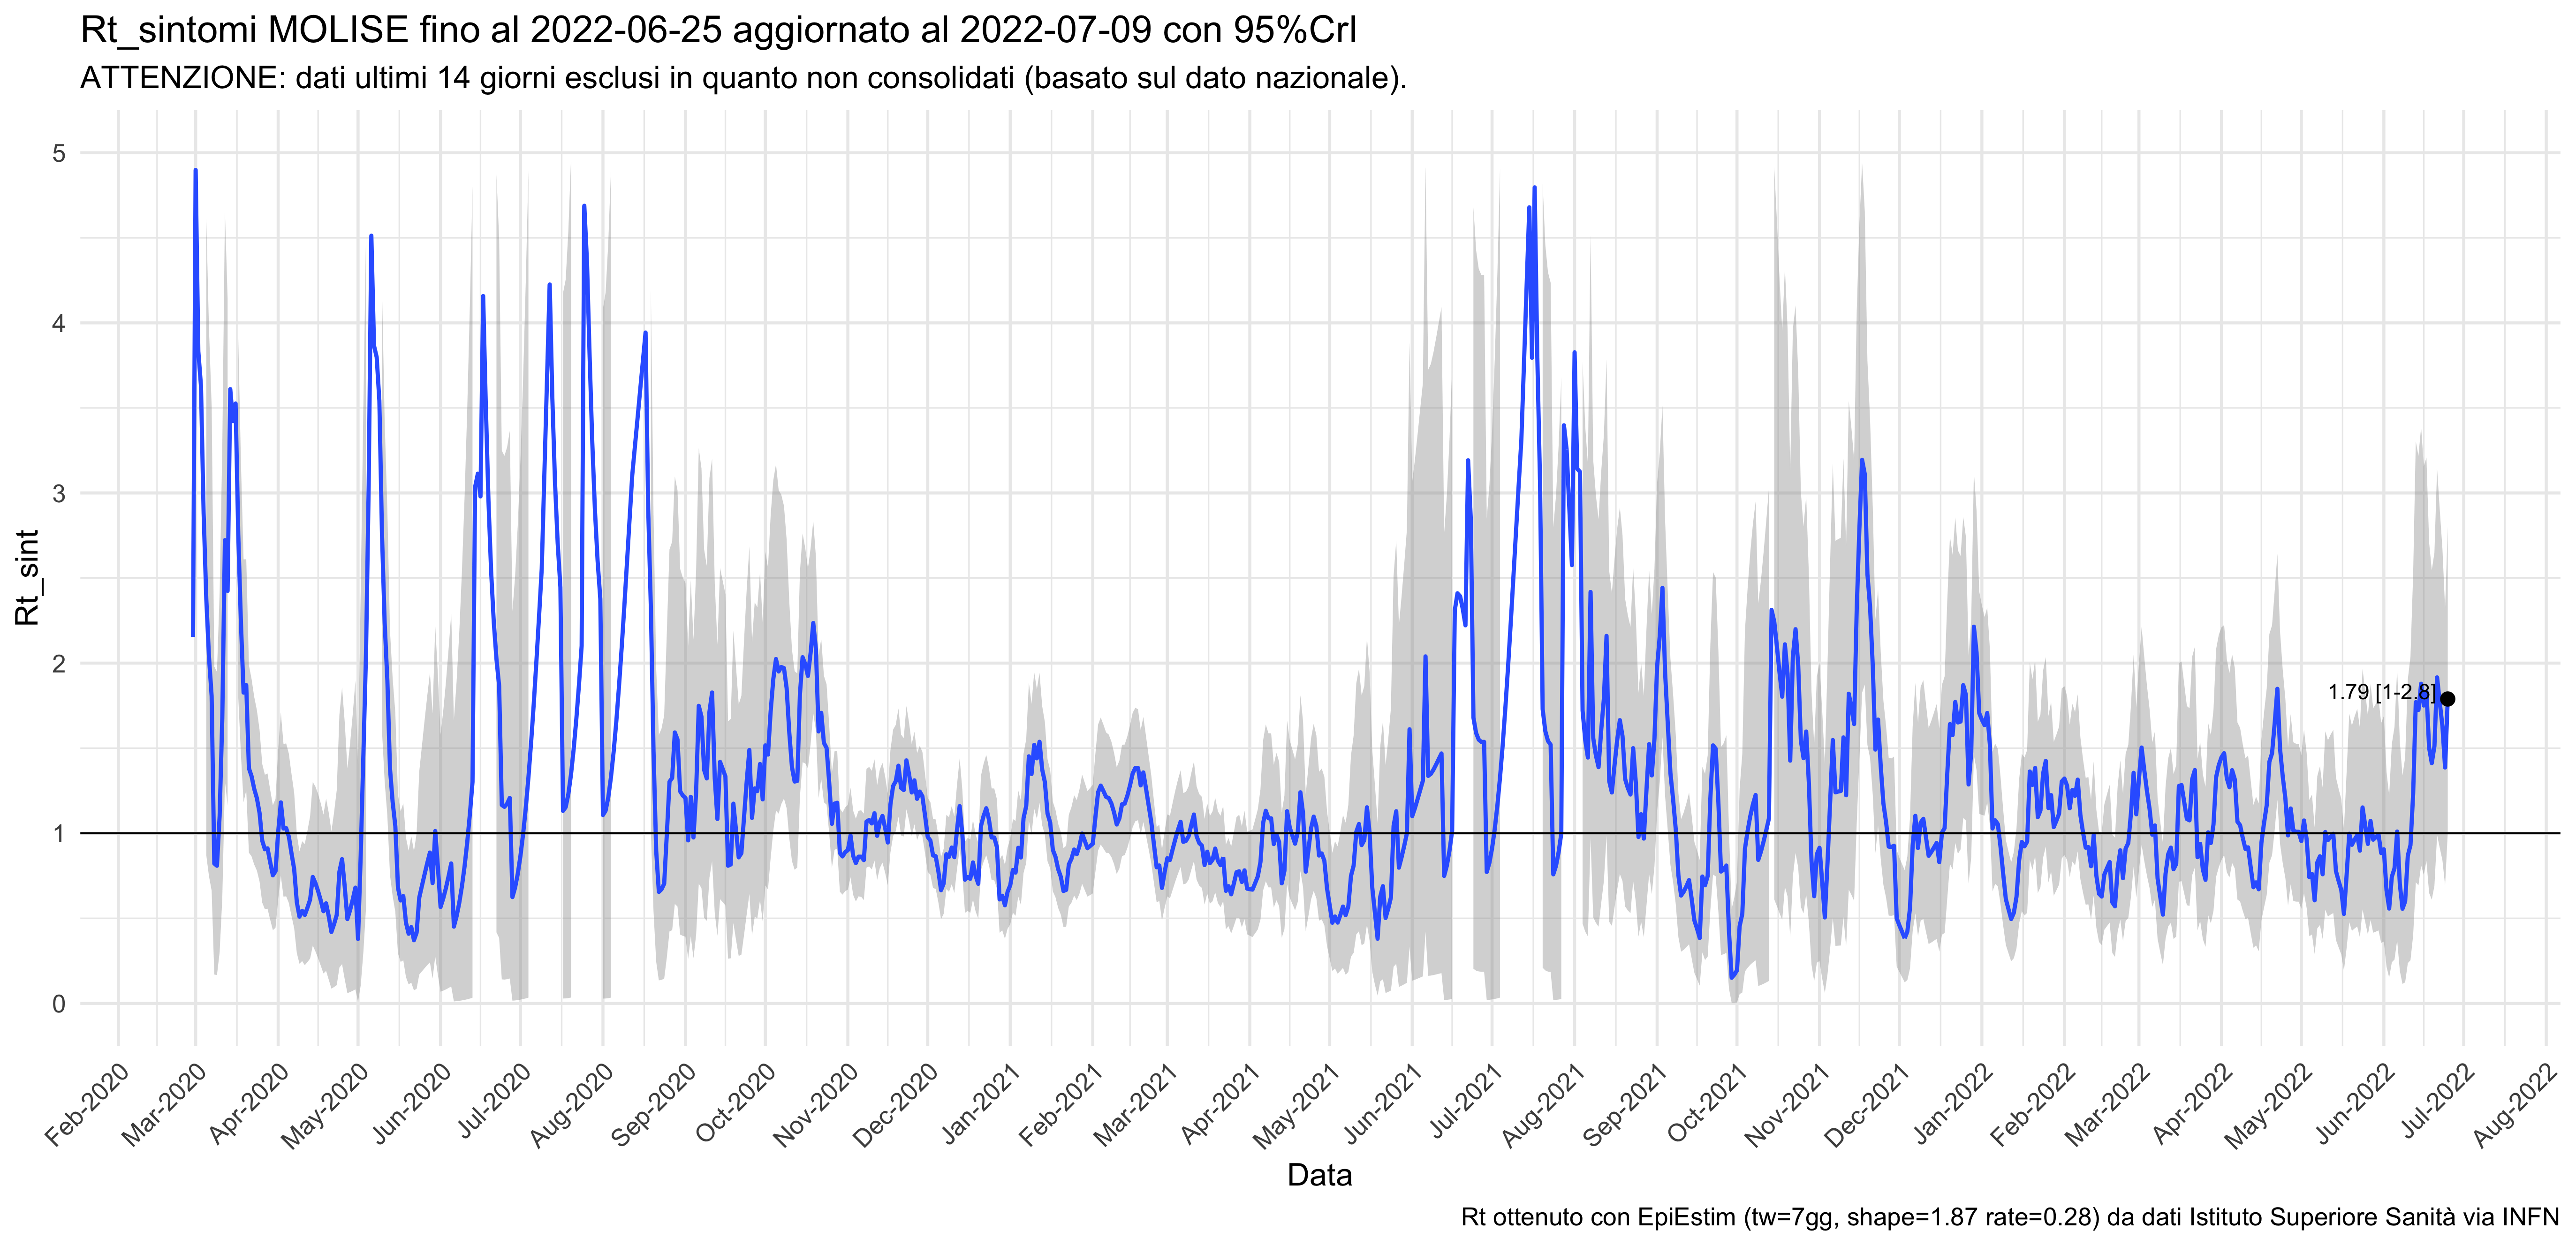 Rt_sintomi MOLISE fino al 2022-06-25 aggiornato al 2022-07-09 con 95%CrI
ATTENZIONE: dati ultimi 14 giorni esclusi in quanto non consolidati (basato sul dato nazionale).
Rt_sint
5
4
3
2
1
0
1.79 [1-2.8]
Feb-2020
Mar-2020
Apr-2020
May-2020
Jun-2020
Jul-2020
Aug-2020
Sep-2020
Oct-2020
Nov-2020
Dec-2020
Jan-2021
Feb-2021
Mar-2021
Apr-2021
May-2021
Jun-2021
Jul-2021
Aug-2021
Sep-2021
Oct-2021
Nov-2021
Dec-2021
Jan-2022
Feb-2022
Mar-2022
Apr-2022
May-2022
Jun-2022
Jul-2022
Aug-2022
Data
Rt ottenuto con EpiEstim (tw=7gg, shape=1.87 rate=0.28) da dati Istituto Superiore Sanità via INFN